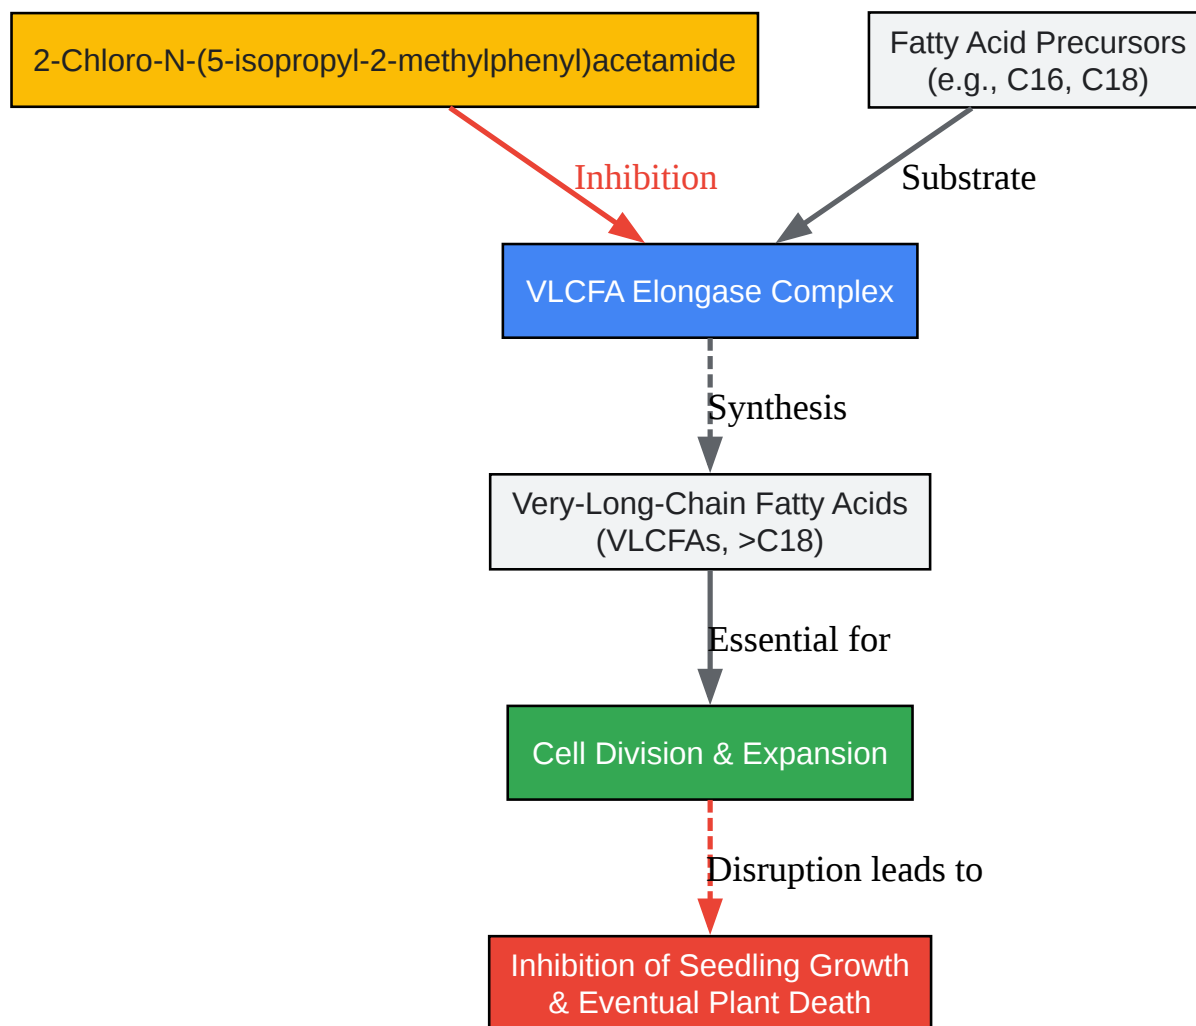 2-Chloro-N-(5-isopropyl-2-methylphenyl)acetamide
Fatty Acid Precursors
(e.g., C16, C18)
Inhibition
Substrate
VLCFA Elongase Complex
Synthesis
Very-Long-Chain Fatty Acids
(VLCFAs, >C18)
Essential for
Cell Division & Expansion
Disruption leads to
Inhibition of Seedling Growth
& Eventual Plant Death